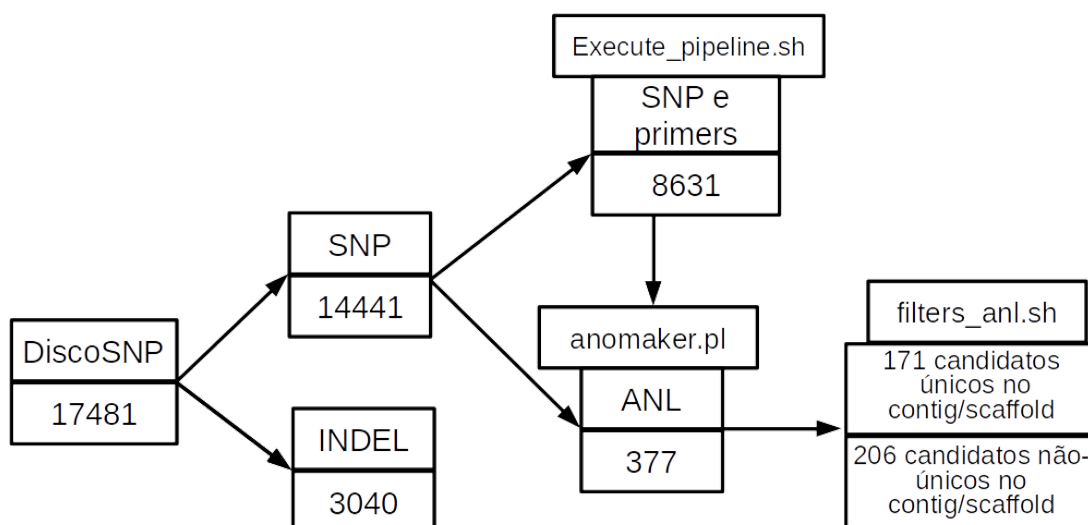 Execute_pipeline.sh
SNP e
primers
8631
SNP
14441
DiscoSNP
17481
INDEL
3040
anomaker.pl
ANL
377
filters_anl.sh
171 candidatos
únicos no
contig/scaffold
206 candidatos não-
únicos no
contig/scaffold